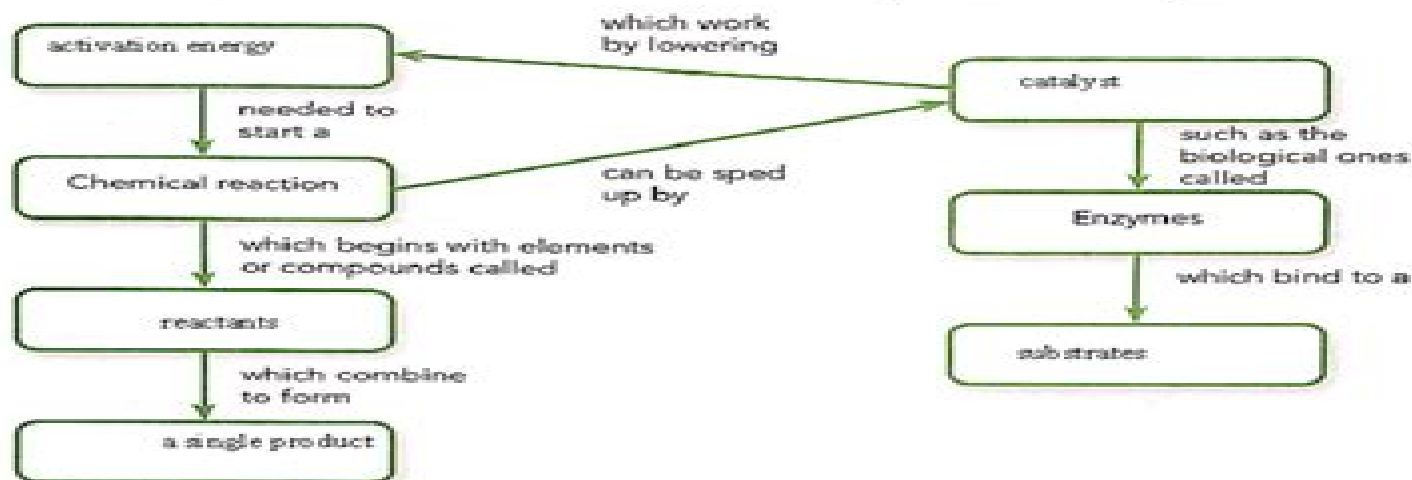 which work
by lowering
activation energy
catalyst
needed to
start a
such as the
biological ones
called
Chemical reaction
can be sped
up by
Enzymes
which begins with elements
or compounds called
which bind to a
reactants
substrates
which combine
to form
a single product